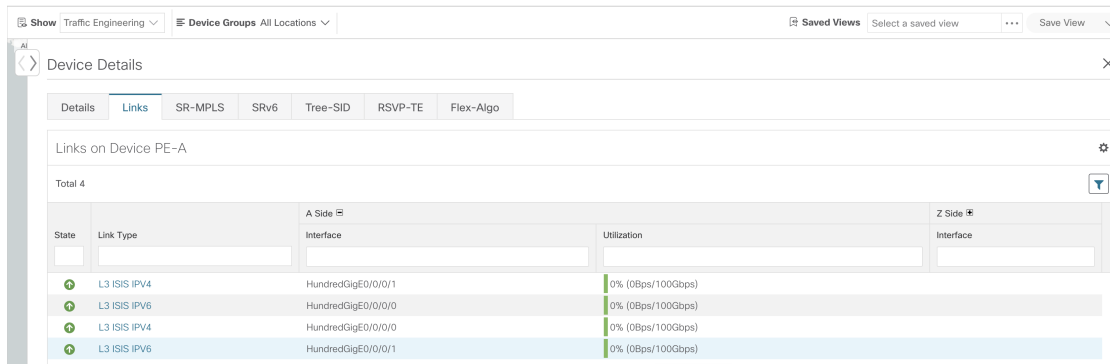 Show Traffic Engineering Device Groups All Locations Saved Views Select a saved view ... Save View
Al
Device Details
Details Links SR-MPLS SRv6 Tree-SID RSVP-TE Flex-Algo
Links on Device PE-A
Total 4
A Side Z Side
State Link Type Interface Utilization Interface
L3 ISIS IPV4 HundredGigE0/0/0/1 0% (0Bps/100Gbps)
L3 ISIS IPV6 HundredGigE0/0/0/0 0% (0Bps/100Gbps)
L3 ISIS IPV4 HundredGigE0/0/0/0 0% (0Bps/100Gbps)
L3 ISIS IPV6 HundredGigE0/0/0/1 0% (0Bps/100Gbps)